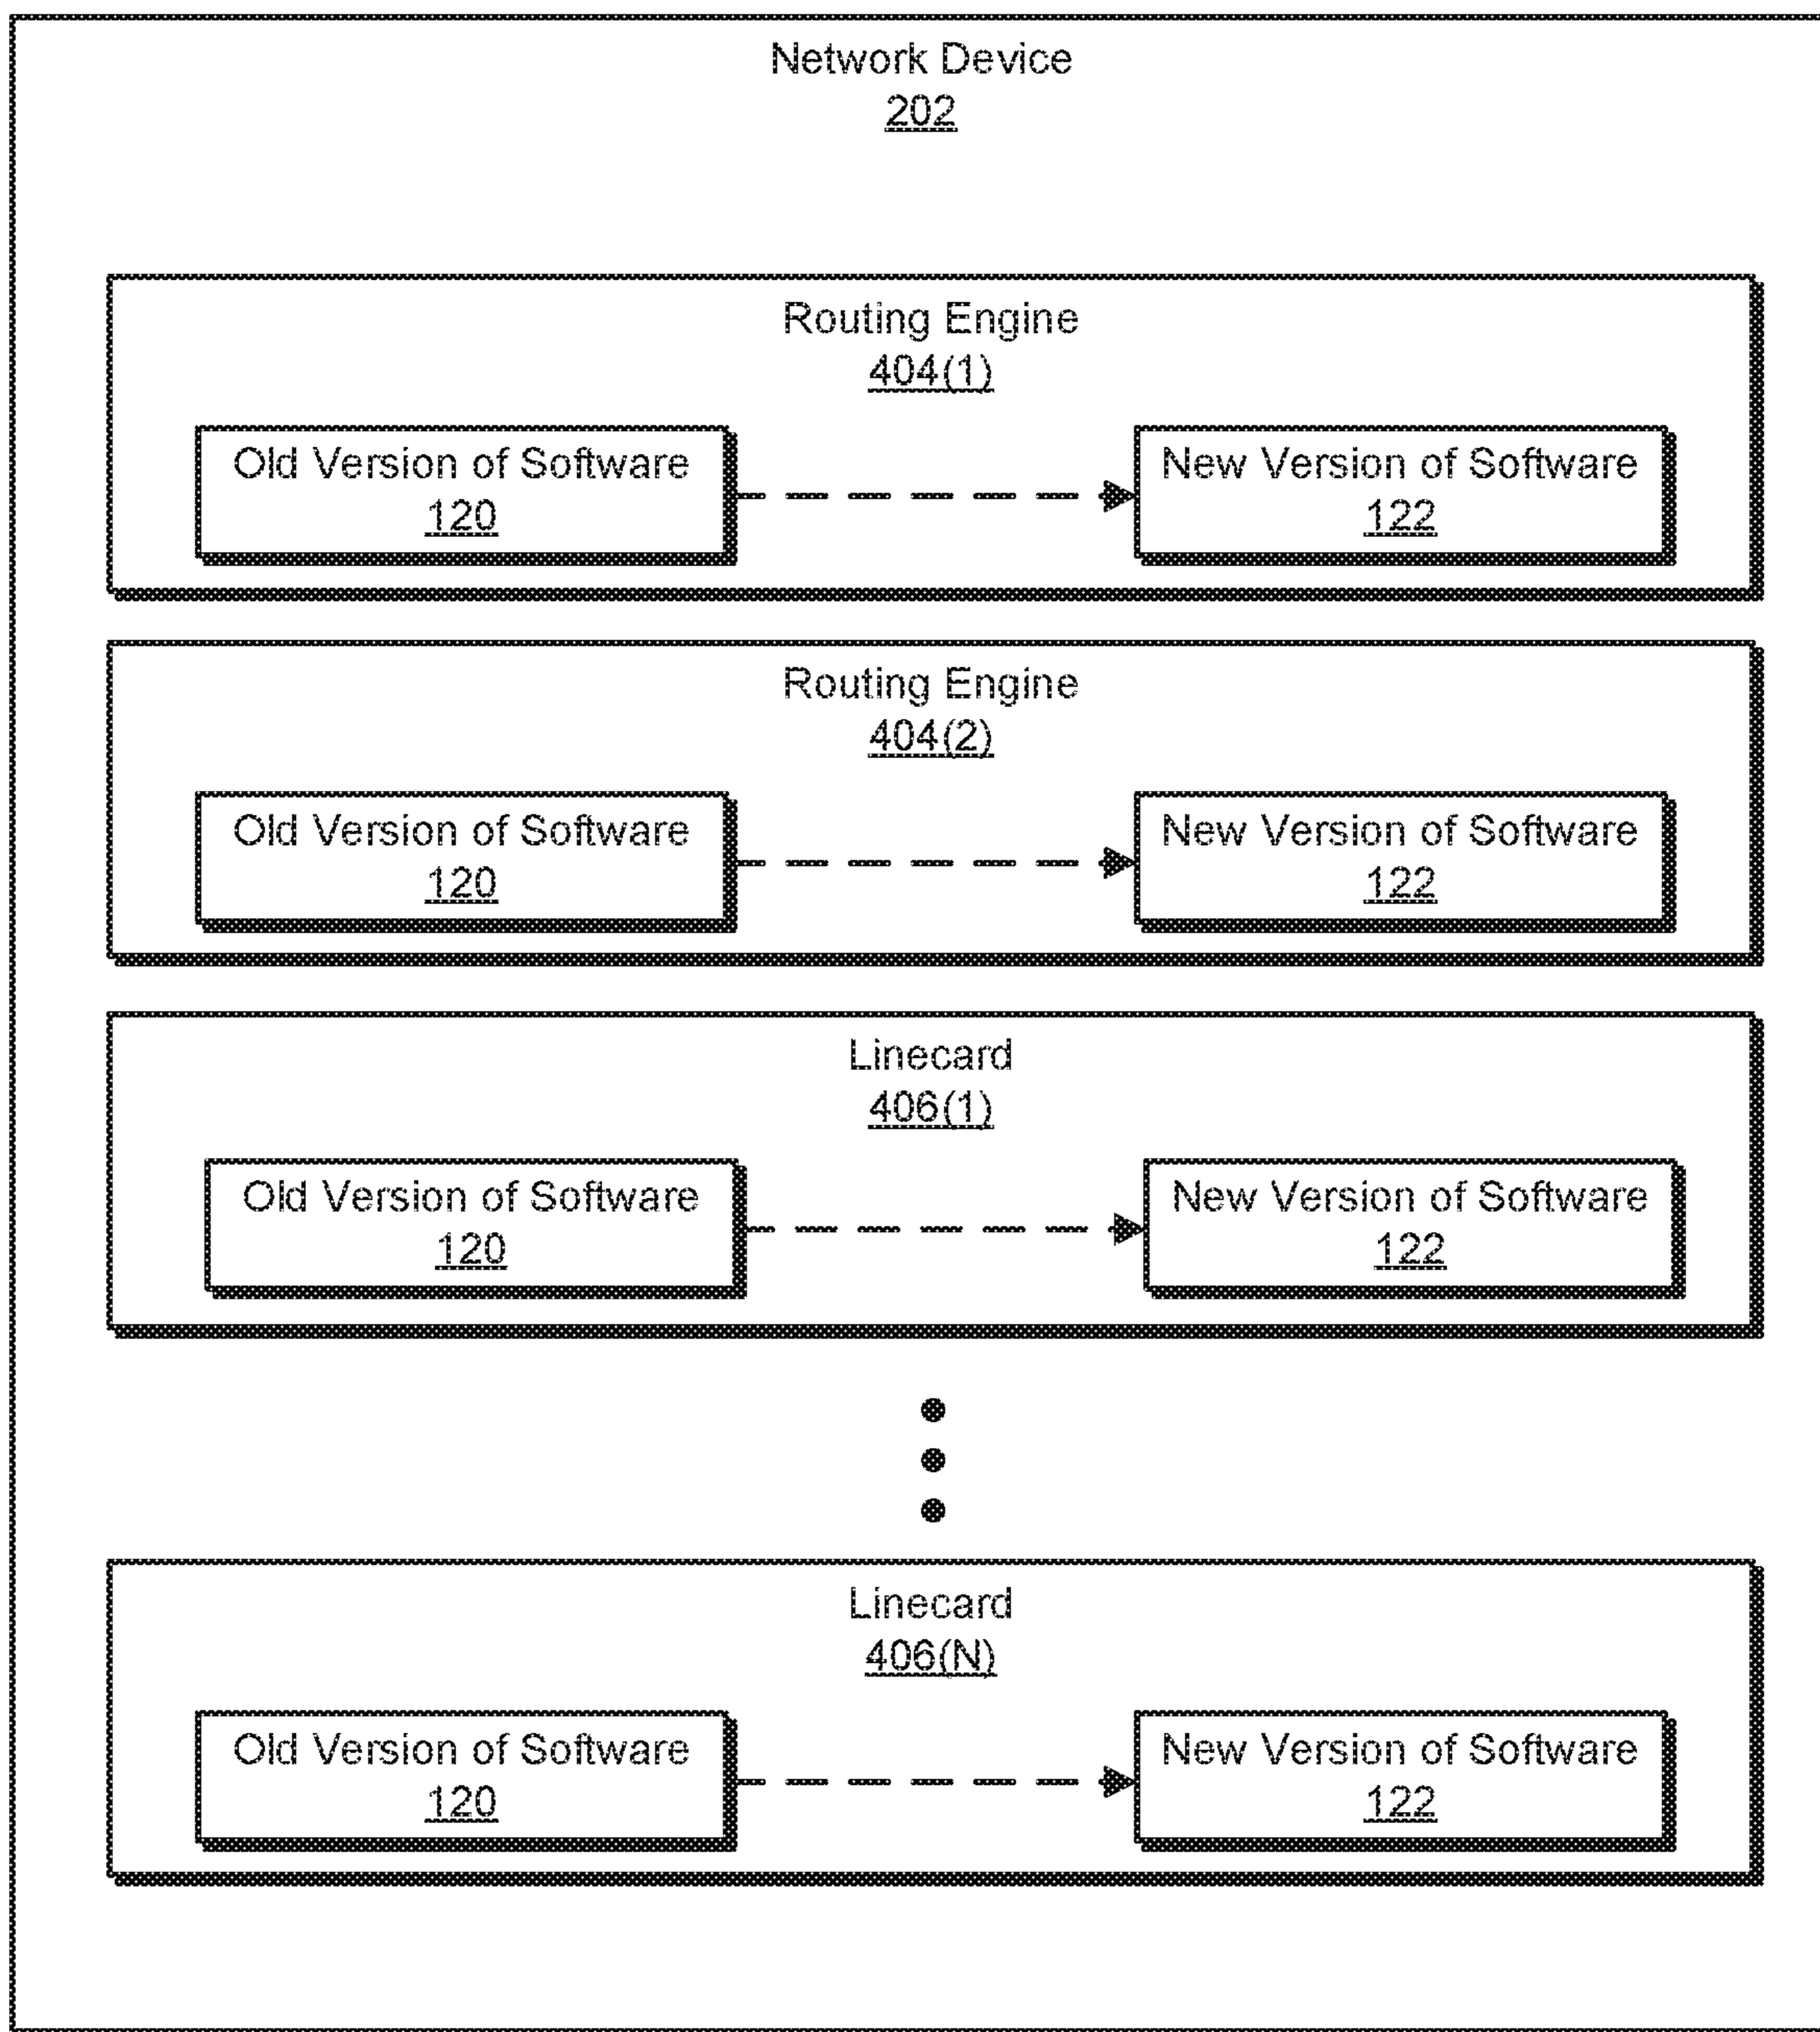 Network Device
202
Routing Engine
404(1)
Old Version of Software
120
New Version of Software
122
Routing Engine
404(2)
Old Version of Software
120
New Version of Software
122
Linecard
406(1)
Old Version of Software
120
New Version of Software
122
Linecard
406(N)
Old Version of Software
120
New Version of Software
122